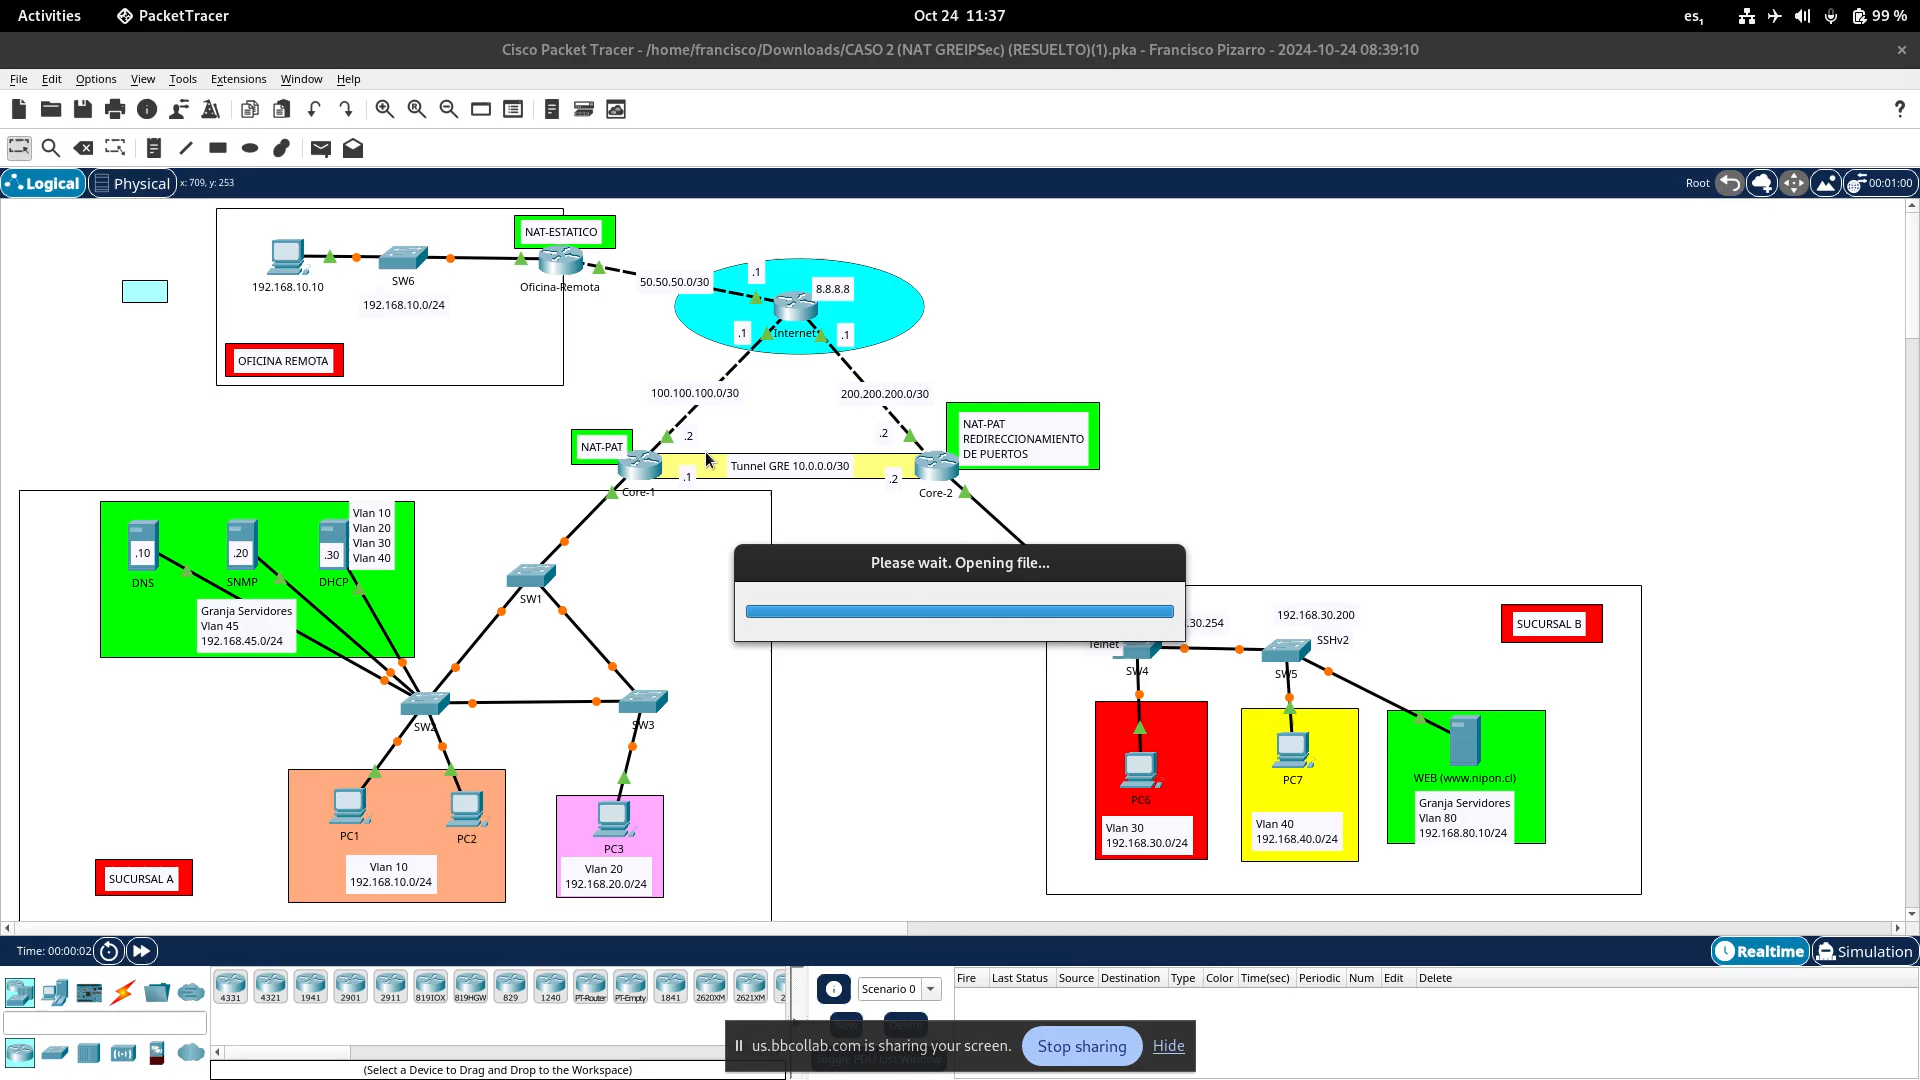 Activities
PacketTracer
Oct 24 11:37
es1
99 %
Cisco Packet Tracer - /home/francisco/Downloads/CASO 2 (NAT GREIPSec) (RESUELTO)(1).pka - Francisco Pizarro - 2024-10-24 08:39:10
File Edit Options View Tools Extensions Window Help
Logical
Physical
x: 709, y: 253
Root
00:01:00
NAT-ESTATICO
192.168.10.10
SW6
192.168.10.0/24
Oficina-Remota
OFICINA REMOTA
50.50.50.0/30
.1
8.8.8.8
.1
Internet
.1
100.100.100.0/30
200.200.200.0/30
NAT-PAT
.2
.2
NAT-PAT
REDIRECCIONAMIENTO
DE PUERTOS
Tunnel GRE 10.0.0.0/30
.1
.2
Core-1
Core-2
Vlan 10
Vlan 20
Vlan 30
Vlan 40
.10
.20
.30
DNS
SNMP
DHCP
Granja Servidores
Vlan 45
192.168.45.0/24
SW1
SW2
SW3
PC1
PC2
Vlan 10
192.168.10.0/24
PC3
Vlan 20
192.168.20.0/24
SUCURSAL A
Please wait. Opening file...
.30.254
192.168.30.200
Telnet
SSHv2
SUCURSAL B
SW4
SW5
PC6
Vlan 30
192.168.30.0/24
PC7
Vlan 40
192.168.40.0/24
WEB (www.nipon.cl)
Granja Servidores
Vlan 80
192.168.80.10/24
Time: 00:00:02
Realtime
Simulation
4331 4321 1941 2901 2911 819IOX 819HGW 829 1240 PT-Router PT-Empty 1841 2620XM 2621XM 2
(Select a Device to Drag and Drop to the Workspace)
Scenario 0
New
Delete
Toggle PDU List Window
Fire Last Status Source Destination Type Color Time(sec) Periodic Num Edit Delete
us.bbcollab.com is sharing your screen.
Stop sharing
Hide